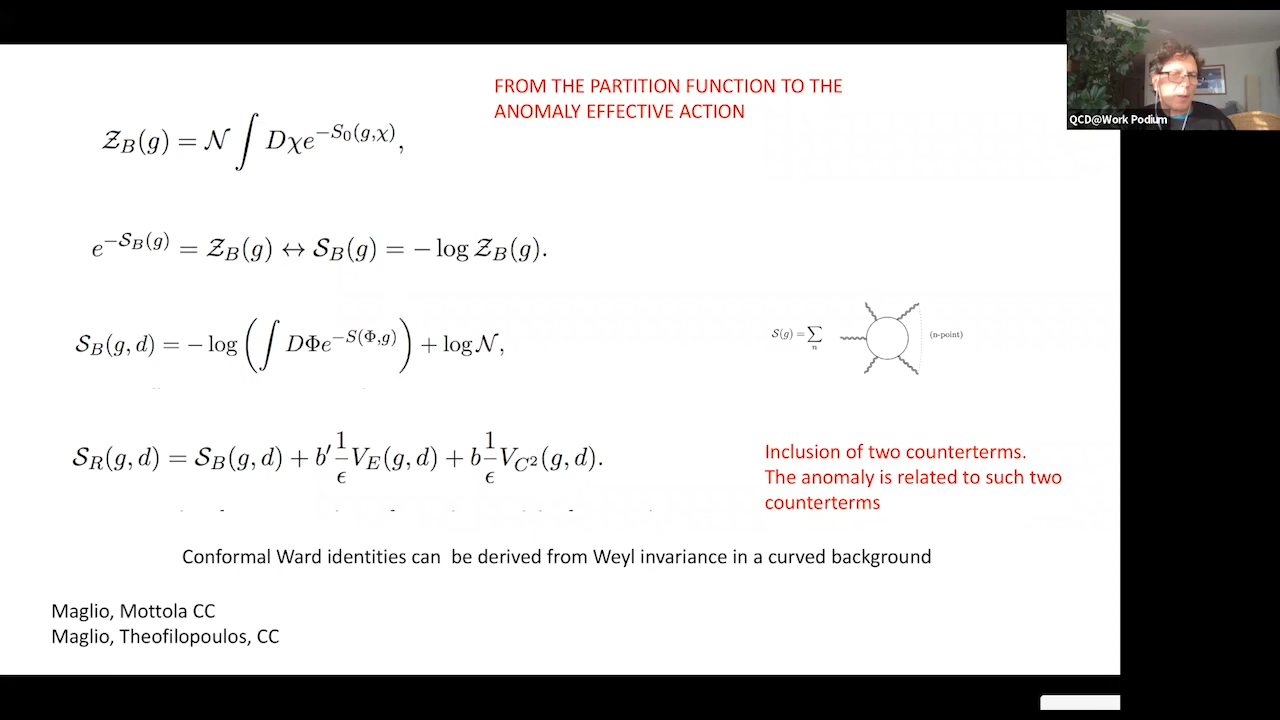 FROM THE PARTITION FUNCTION TO THE
ANOMALY EFFECTIVE ACTION
QCD@Work Podium
𝒵_B(g) = 𝒩 ∫ Dχe^{−S_0(g,χ)},
e^{−𝒮_B(g)} = 𝒵_B(g) ↔ 𝒮_B(g) = − log 𝒵_B(g).
𝒮_B(g, d) = − log (∫ DΦe^{−S(Φ,g)}) + log 𝒩,
𝒮(g) = ∑_n (n-point)
𝒮_R(g, d) = 𝒮_B(g, d) + b′ 1/ϵ V_E(g, d) + b 1/ϵ V_{C²}(g, d).
Inclusion of two counterterms.
The anomaly is related to such two
counterterms
Conformal Ward identities can be derived from Weyl invariance in a curved background
Maglio, Mottola CC
Maglio, Theofilopoulos, CC